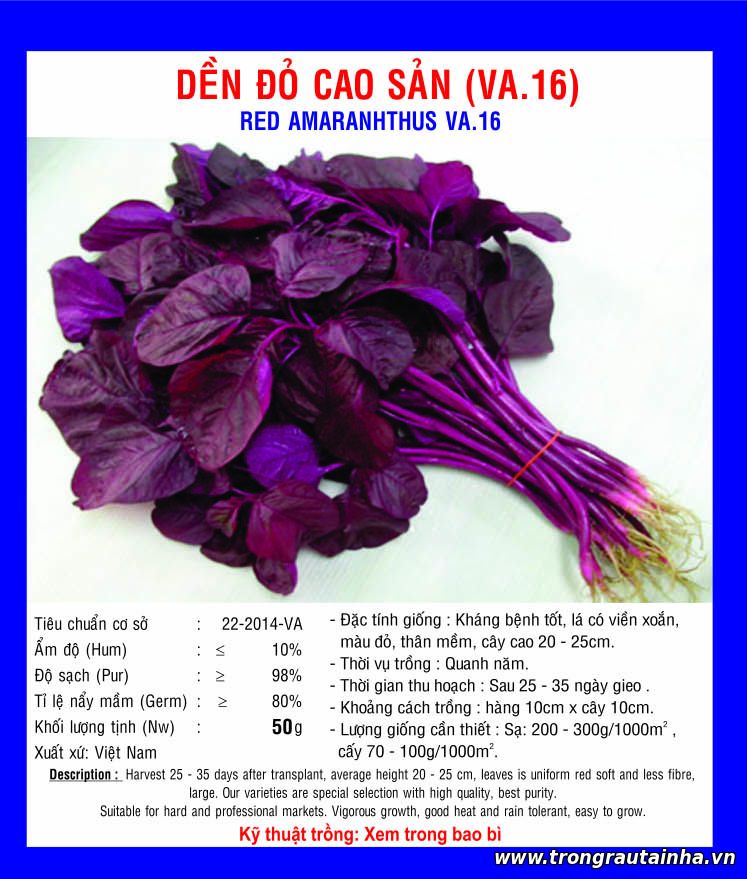 DỀN ĐỎ CAO SẢN (VA.16)
RED AMARANHTHUS VA.16
Tiêu chuẩn cơ sở : 22-2014-VA
Ẩm độ (Hum) : ≤ 10%
Độ sạch (Pur) : ≥ 98%
Tỉ lệ nẩy mầm (Germ) : ≥ 80%
Khối lượng tịnh (Nw) : 50g
Xuất xứ: Việt Nam
- Đặc tính giống : Kháng bệnh tốt, lá có viền xoắn,
màu đỏ, thân mềm, cây cao 20 - 25cm.
- Thời vụ trồng : Quanh năm.
- Thời gian thu hoạch : Sau 25 - 35 ngày gieo .
- Khoảng cách trồng : hàng 10cm x cây 10cm.
- Lượng giống cần thiết : Sạ: 200 - 300g/1000m² ,
cấy 70 - 100g/1000m².
Description : Harvest 25 - 35 days after transplant, average height 20 - 25 cm, leaves is uniform red soft and less fibre,
large. Our varieties are special selection with high quality, best purity.
Suitable for hard and professional markets. Vigorous growth, good heat and rain tolerant, easy to grow.
Kỹ thuật trồng: Xem trong bao bì
www.trongrautainha.vn